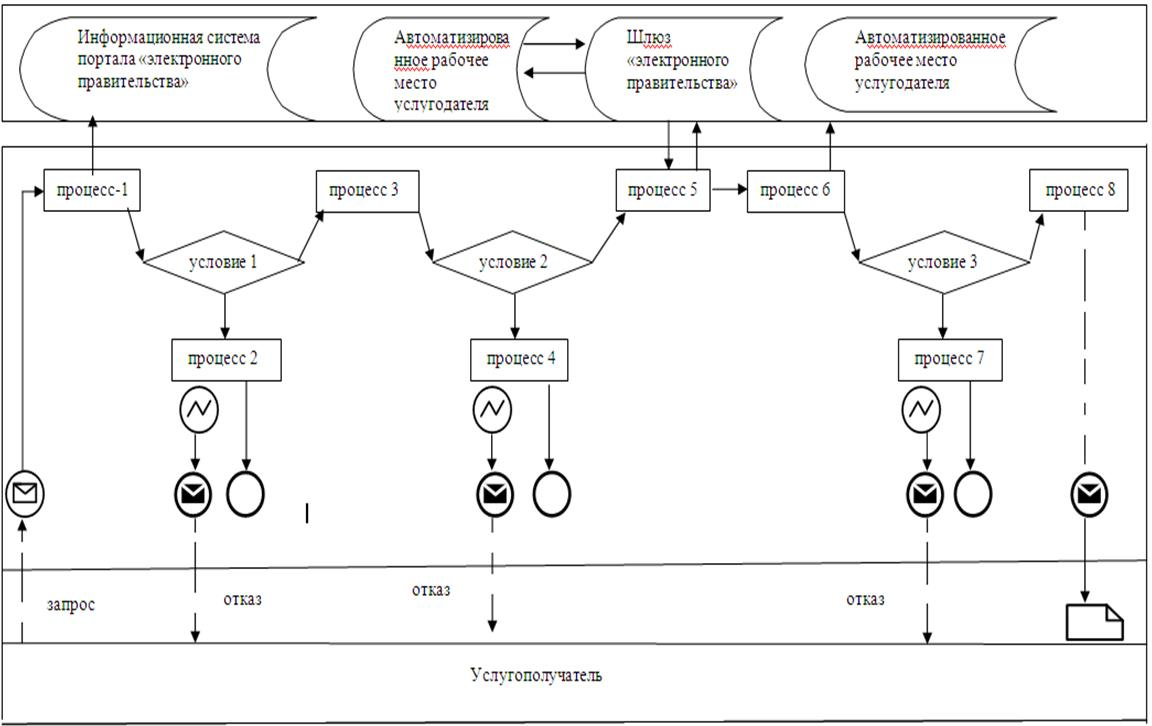 Информационная система
портала «электронного
правительства»
Автоматизирова
нное рабочее
место
услугодателя
Шлюз
«электронного
правительства»
Автоматизированное
рабочее место
услугодателя
процесс-1
процесс 3
процесс 5
процесс 6
процесс 8
условие 1
условие 2
условие 3
процесс 2
процесс 4
процесс 7
запрос
отказ
отказ
отказ
Услугополучатель